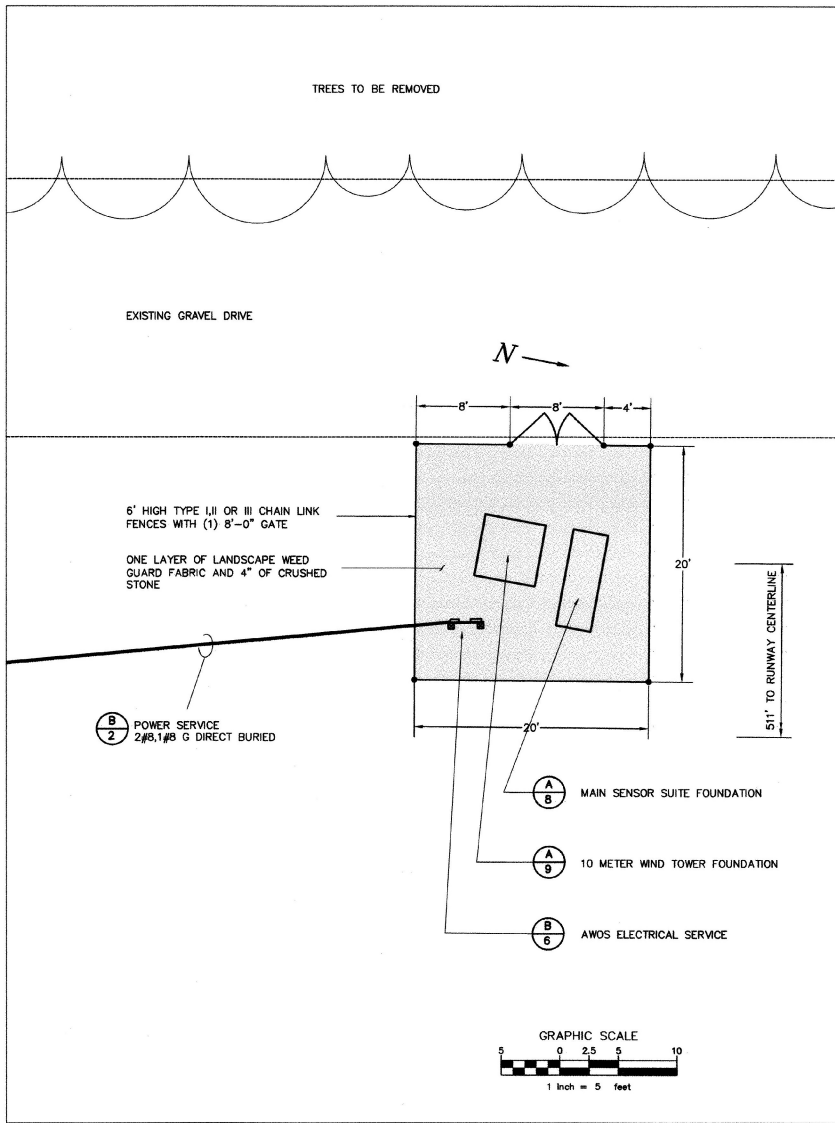 TREES TO BE REMOVED
EXISTING GRAVEL DRIVE
N
8'
8'
4'
6' HIGH TYPE I,II OR III CHAIN LINK
FENCES WITH (1) 8'-0" GATE
ONE LAYER OF LANDSCAPE WEED
GUARD FABRIC AND 4" OF CRUSHED
STONE
20'
511' TO RUNWAY CENTERLINE
B
2
POWER SERVICE
2#8,1#8 G DIRECT BURIED
20'
A
8
MAIN SENSOR SUITE FOUNDATION
A
9
10 METER WIND TOWER FOUNDATION
B
6
AWOS ELECTRICAL SERVICE
GRAPHIC SCALE
5 0 2.5 5 10
1 inch = 5 feet